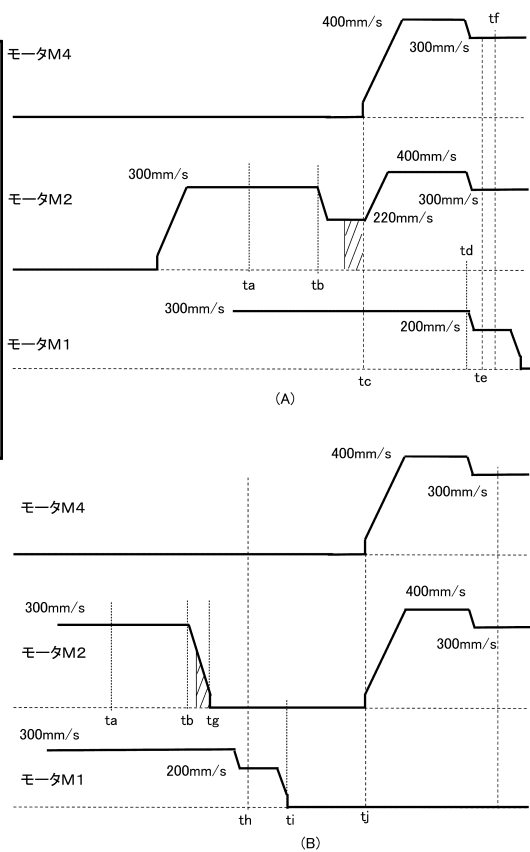 tf
400mm/s
モータM4
300mm/s
400mm/s
300mm/s
モータM2
300mm/s
220mm/s
td
ta
tb
300mm/s
200mm/s
モータM1
te
tc
(A)
400mm/s
300mm/s
モータM4
400mm/s
300mm/s
300mm/s
モータM2
ta
tb
tg
300mm/s
200mm/s
モータM1
th
ti
tj
(B)